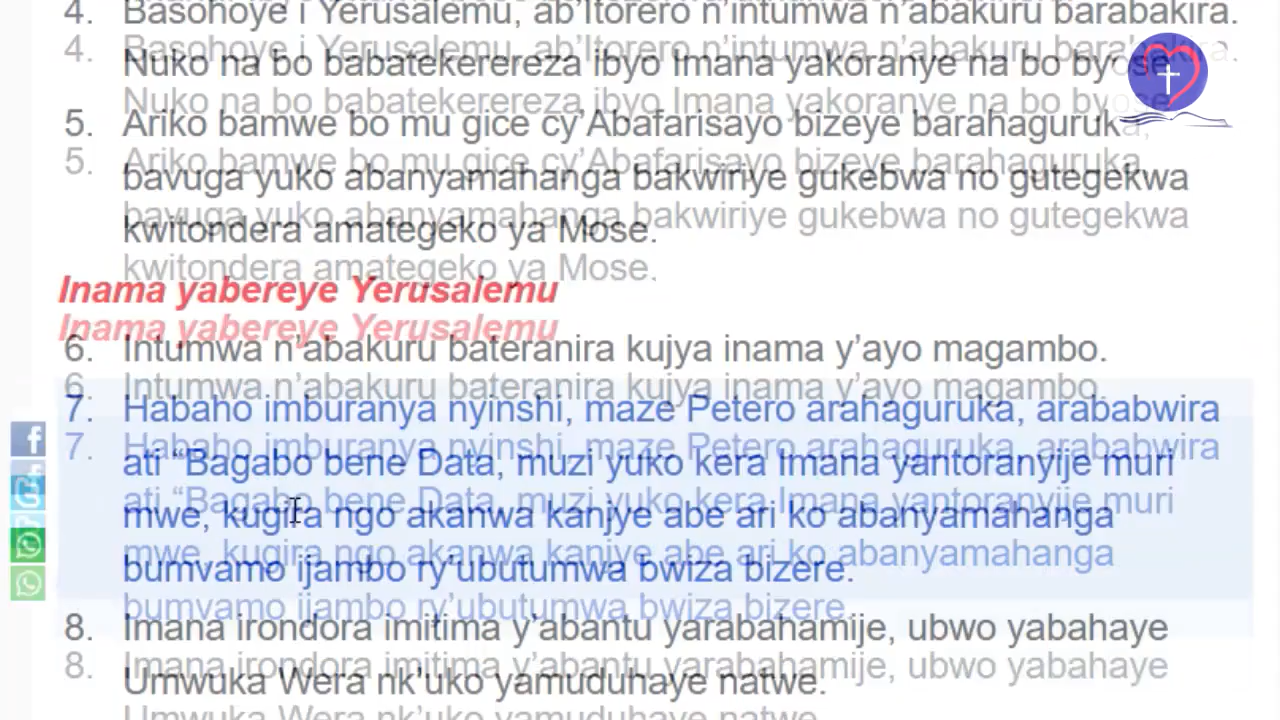 4. Basohoye i Yerusalemu, ab'Itorero n'intumwa n'abakuru barabakira.
Nuko na bo babatekerereza ibyo Imana yakoranye na bo byose.
5. Ariko bamwe bo mu gice cy'Abafarisayo bizeye barahaguruka,
bavuga yuko abanyamahanga bakwiriye gukebwa no gutegekwa
kwitondera amategeko ya Mose.
Inama yabereye Yerusalemu
6. Intumwa n'abakuru bateranira kujya inama y'ayo magambo.
7. Habaho imburanya nyinshi, maze Petero arahaguruka, arababwira
ati “Bagabo bene Data, muzi yuko kera Imana yantoranyije muri
mwe, kugira ngo akanwa kanjye abe ari ko abanyamahanga
bumvamo ijambo ry'ubutumwa bwiza bizere.
8. Imana irondora imitima y'abantu yarabahamije, ubwo yabahaye
Umwuka Wera nk'uko yamuduhaye natwe.